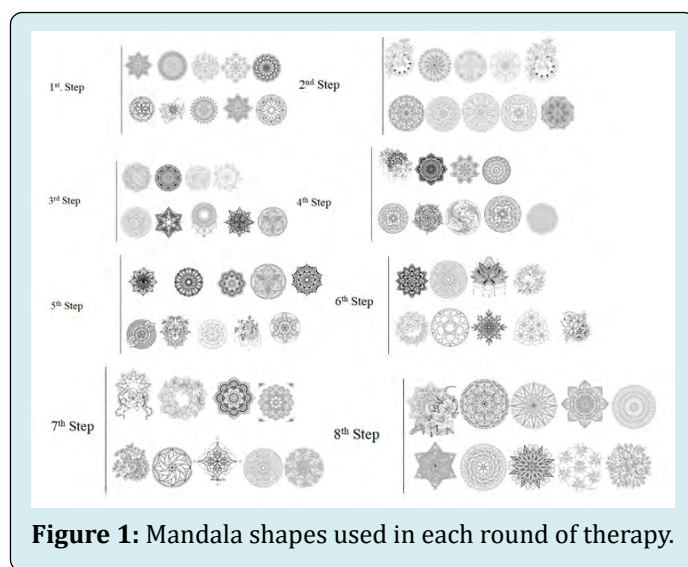 1st. Step
2nd Step
3rd Step
4th Step
5th Step
6th Step
7th Step
8th Step
Figure 1: Mandala shapes used in each round of therapy.